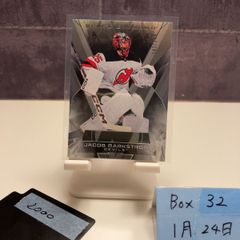 JACOB MARKSTROM
DEVILS
2000
Box 32
1月24日